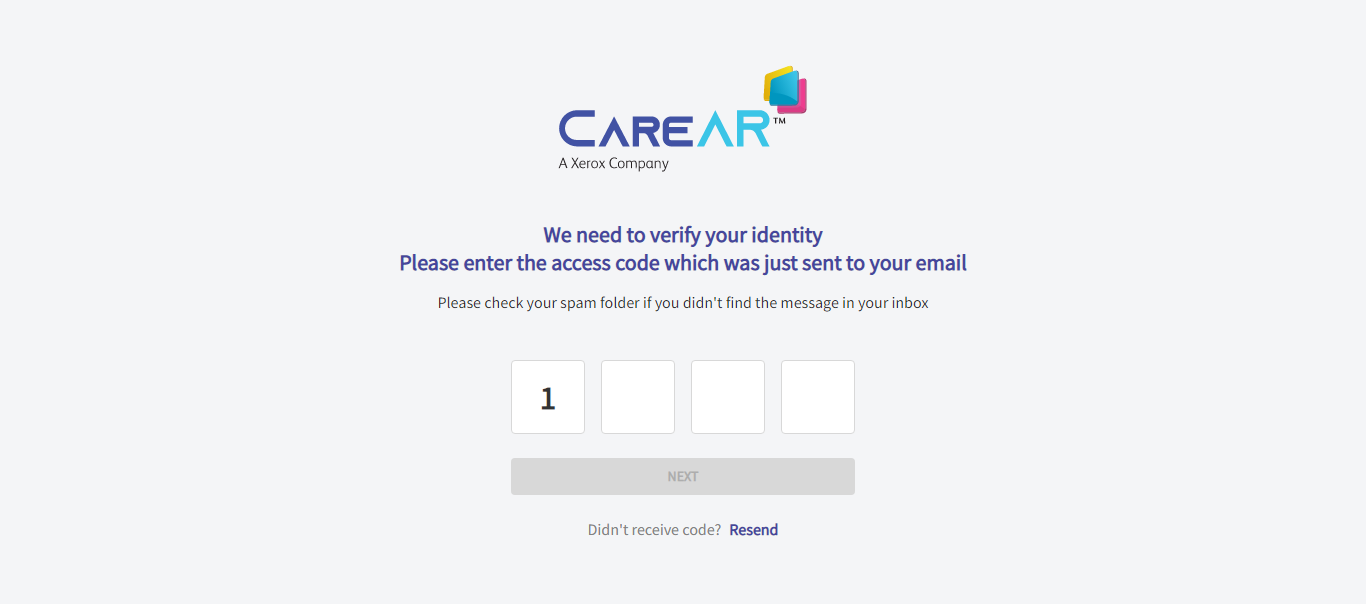 CAREAR™
A Xerox Company
We need to verify your identity
Please enter the access code which was just sent to your email
Please check your spam folder if you didn't find the message in your inbox
1
NEXT
Didn't receive code? Resend